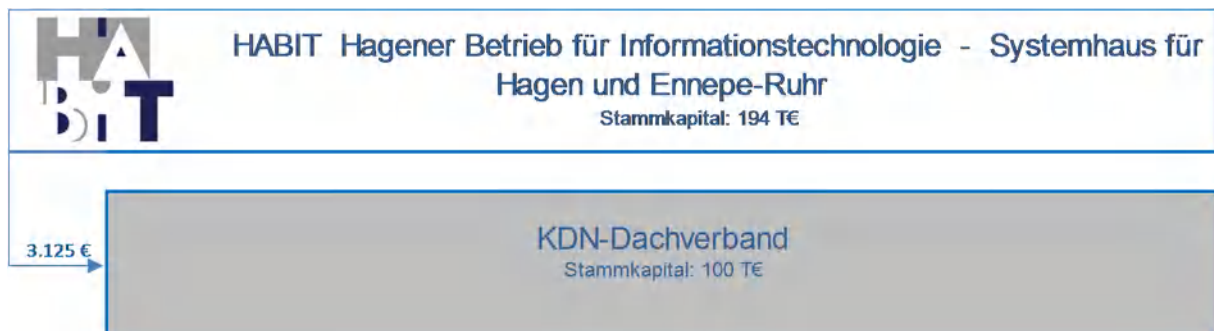 HABIT
HABIT Hagener Betrieb für Informationstechnologie - Systemhaus für
Hagen und Ennepe-Ruhr
Stammkapital: 194 T€
3.125 €
KDN-Dachverband
Stammkapital: 100 T€